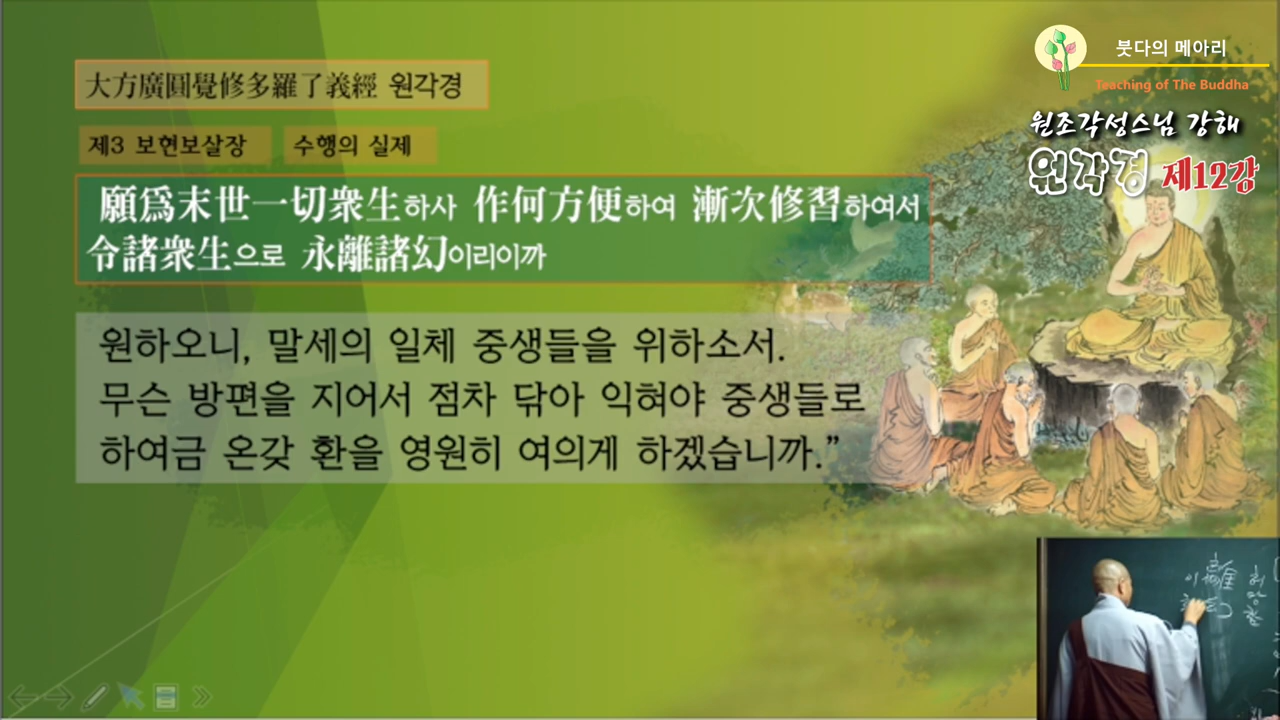 大方廣圓覺修多羅了義經 원각경
제3 보현보살장 수행의 실제
願爲末世一切衆生하사 作何方便하여 漸次修習하여서
令諸衆生으로 永離諸幻이리이까
원하오니, 말세의 일체 중생들을 위하소서.
무슨 방편을 지어서 점차 닦아 익혀야 중생들로
하여금 온갖 환을 영원히 여의게 하겠습니까.”
붓다의 메아리
Teaching of The Buddha
원조각성스님 강해
원각경 제12강